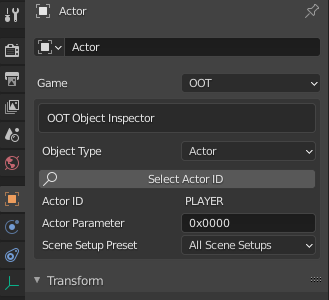 Actor
Actor
Game OOT
OOT Object Inspector
Object Type Actor
Select Actor ID
Actor ID PLAYER
Actor Parameter 0x0000
Scene Setup Preset All Scene Setups
Transform